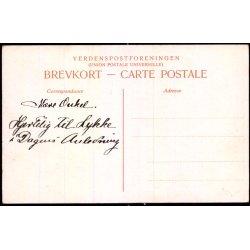 VERDENSPOSTFORENINGEN
(UNION POSTALE UNIVERSELLE)
BREVKORT — CARTE POSTALE
Correspondance
Adresse
Kære Onkel.
Hjertelig til Lykke
i Dagens Anledning